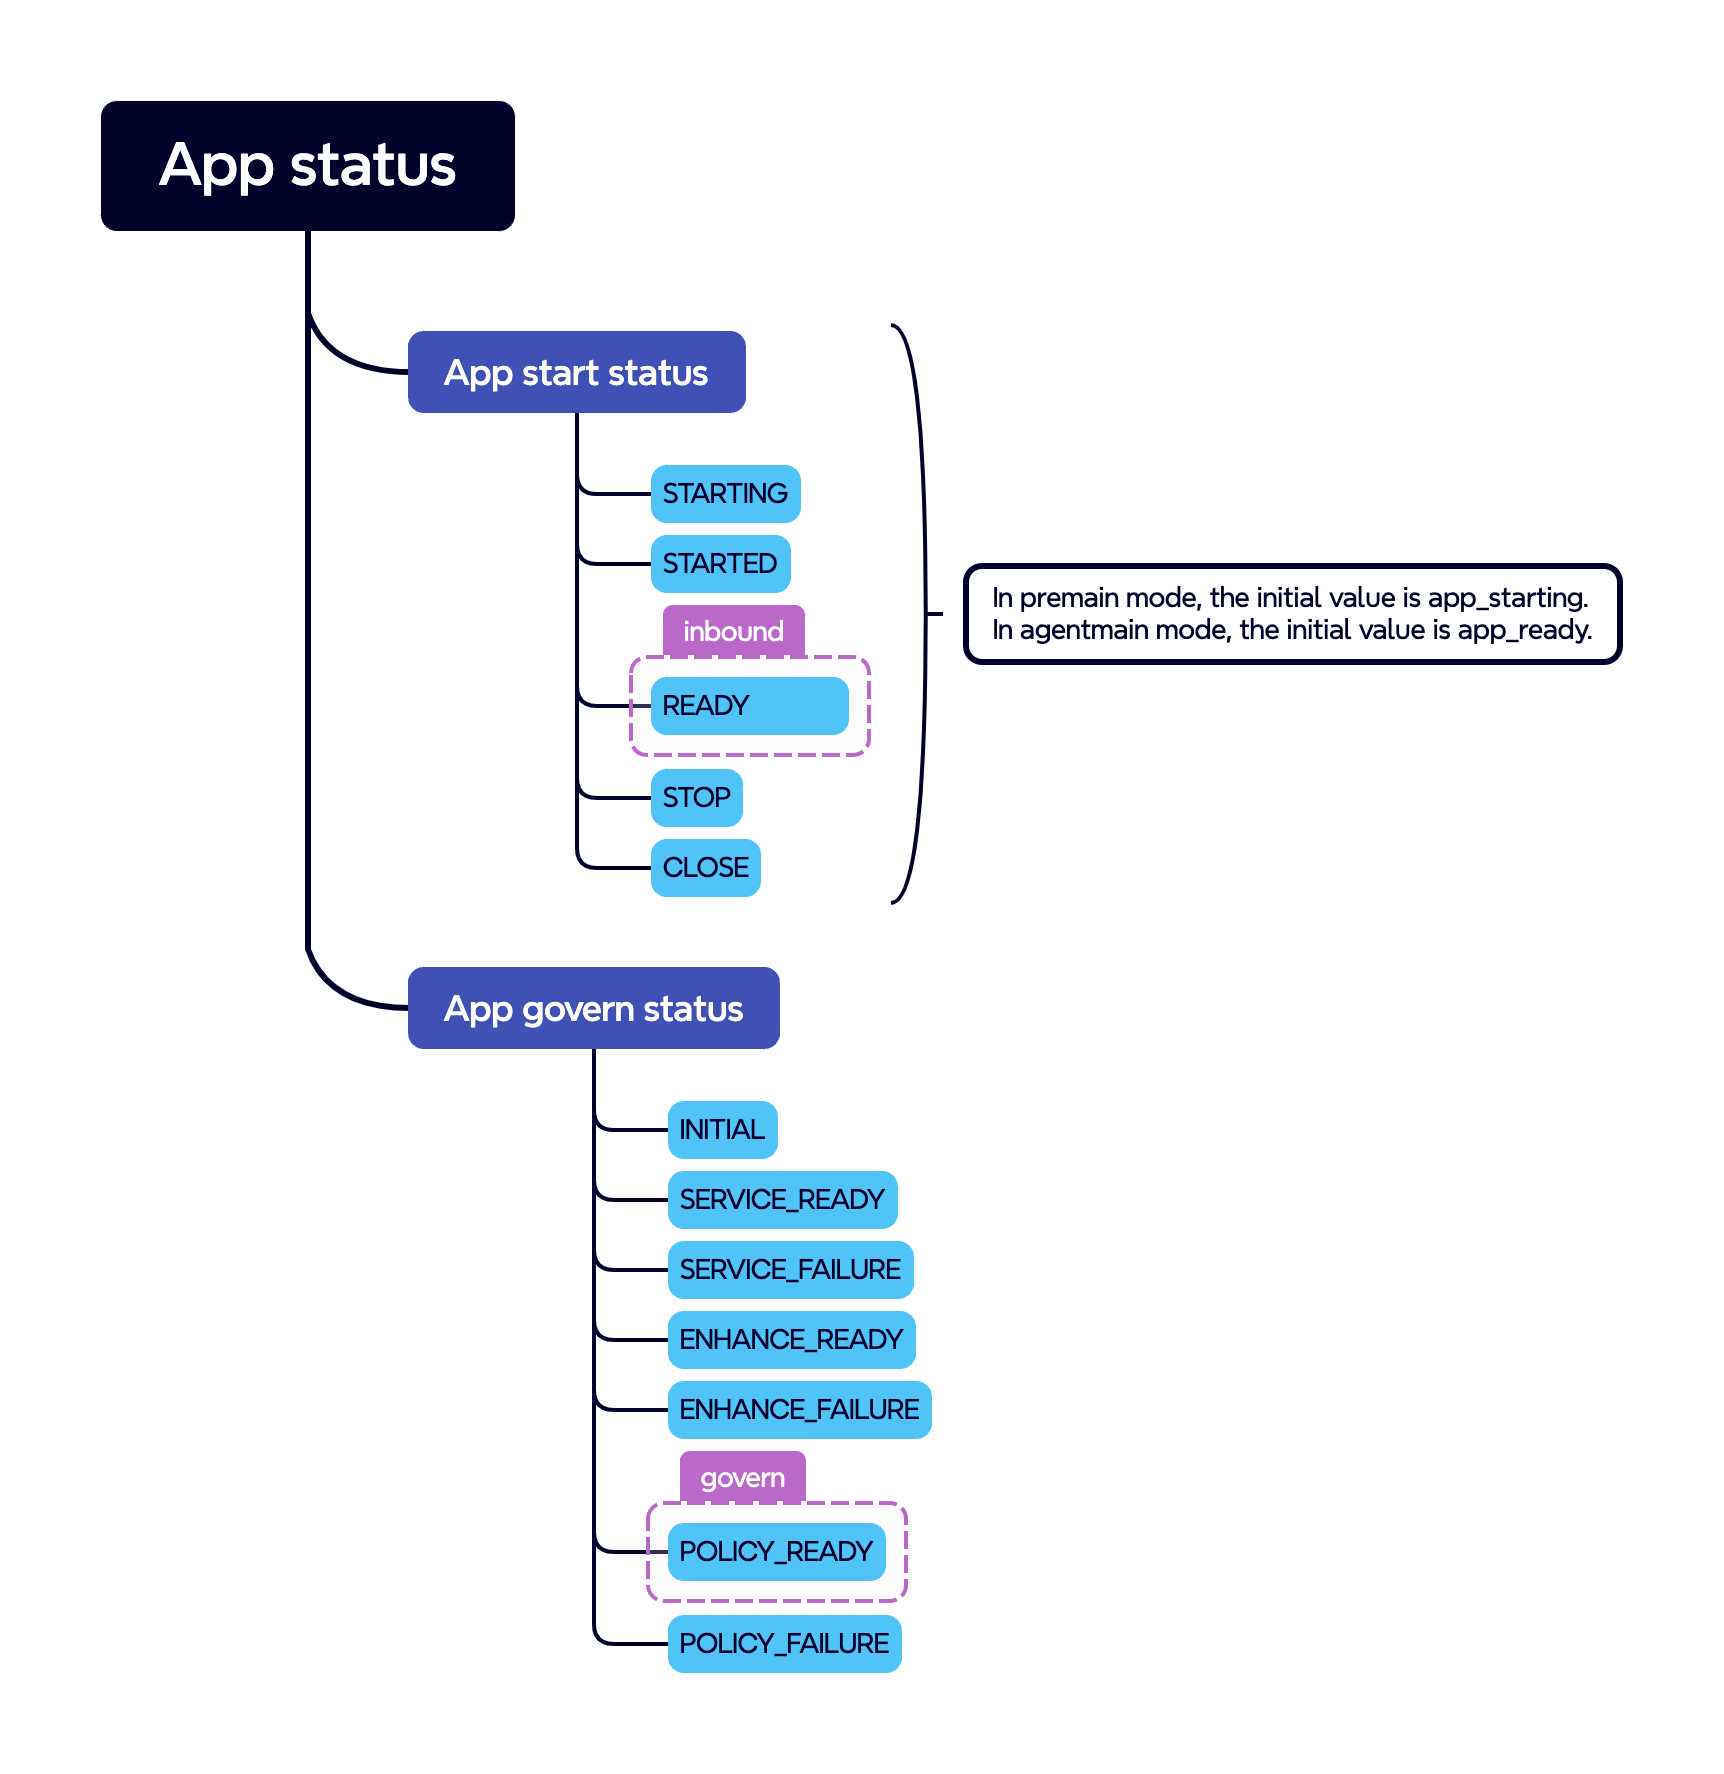 App status
App start status
STARTING
STARTED
inbound
READY
STOP
CLOSE
In premain mode, the initial value is app_starting.
In agentmain mode, the initial value is app_ready.
App govern status
INITIAL
SERVICE_READY
SERVICE_FAILURE
ENHANCE_READY
ENHANCE_FAILURE
govern
POLICY_READY
POLICY_FAILURE